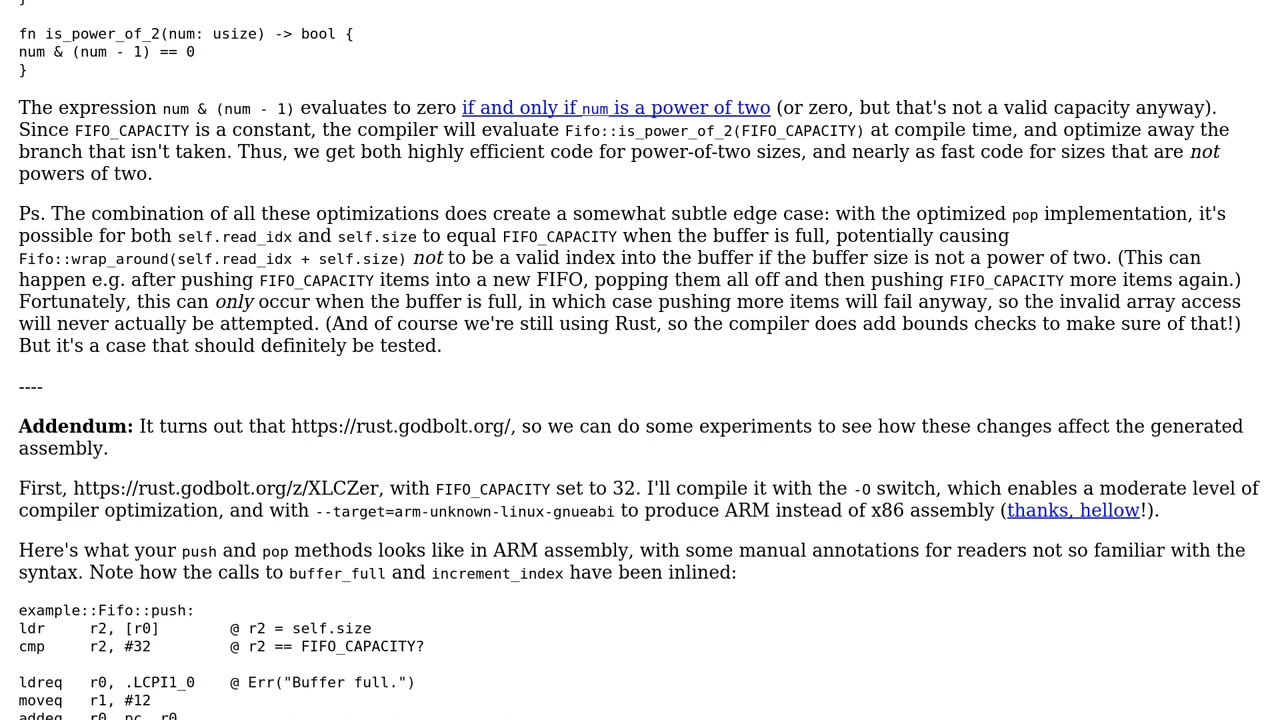 }
fn is_power_of_2(num: usize) -> bool {
num & (num - 1) == 0
}
The expression num & (num - 1) evaluates to zero if and only if num is a power of two (or zero, but that's not a valid capacity anyway).
Since FIFO_CAPACITY is a constant, the compiler will evaluate Fifo::is_power_of_2(FIFO_CAPACITY) at compile time, and optimize away the
branch that isn't taken. Thus, we get both highly efficient code for power-of-two sizes, and nearly as fast code for sizes that are not
powers of two.
Ps. The combination of all these optimizations does create a somewhat subtle edge case: with the optimized pop implementation, it's
possible for both self.read_idx and self.size to equal FIFO_CAPACITY when the buffer is full, potentially causing
Fifo::wrap_around(self.read_idx + self.size) not to be a valid index into the buffer if the buffer size is not a power of two. (This can
happen e.g. after pushing FIFO_CAPACITY items into a new FIFO, popping them all off and then pushing FIFO_CAPACITY more items again.)
Fortunately, this can only occur when the buffer is full, in which case pushing more items will fail anyway, so the invalid array access
will never actually be attempted. (And of course we're still using Rust, so the compiler does add bounds checks to make sure of that!)
But it's a case that should definitely be tested.
----
Addendum: It turns out that https://rust.godbolt.org/, so we can do some experiments to see how these changes affect the generated
assembly.
First, https://rust.godbolt.org/z/XLCZer, with FIFO_CAPACITY set to 32. I'll compile it with the -O switch, which enables a moderate level of
compiler optimization, and with --target=arm-unknown-linux-gnueabi to produce ARM instead of x86 assembly (thanks, hellow!).
Here's what your push and pop methods looks like in ARM assembly, with some manual annotations for readers not so familiar with the
syntax. Note how the calls to buffer_full and increment_index have been inlined:
example::Fifo::push:
ldr     r2, [r0]        @ r2 = self.size
cmp     r2, #32         @ r2 == FIFO_CAPACITY?
ldreq   r0, .LCPI1_0    @ Err("Buffer full.")
moveq   r1, #12
addeq   r0, pc, r0